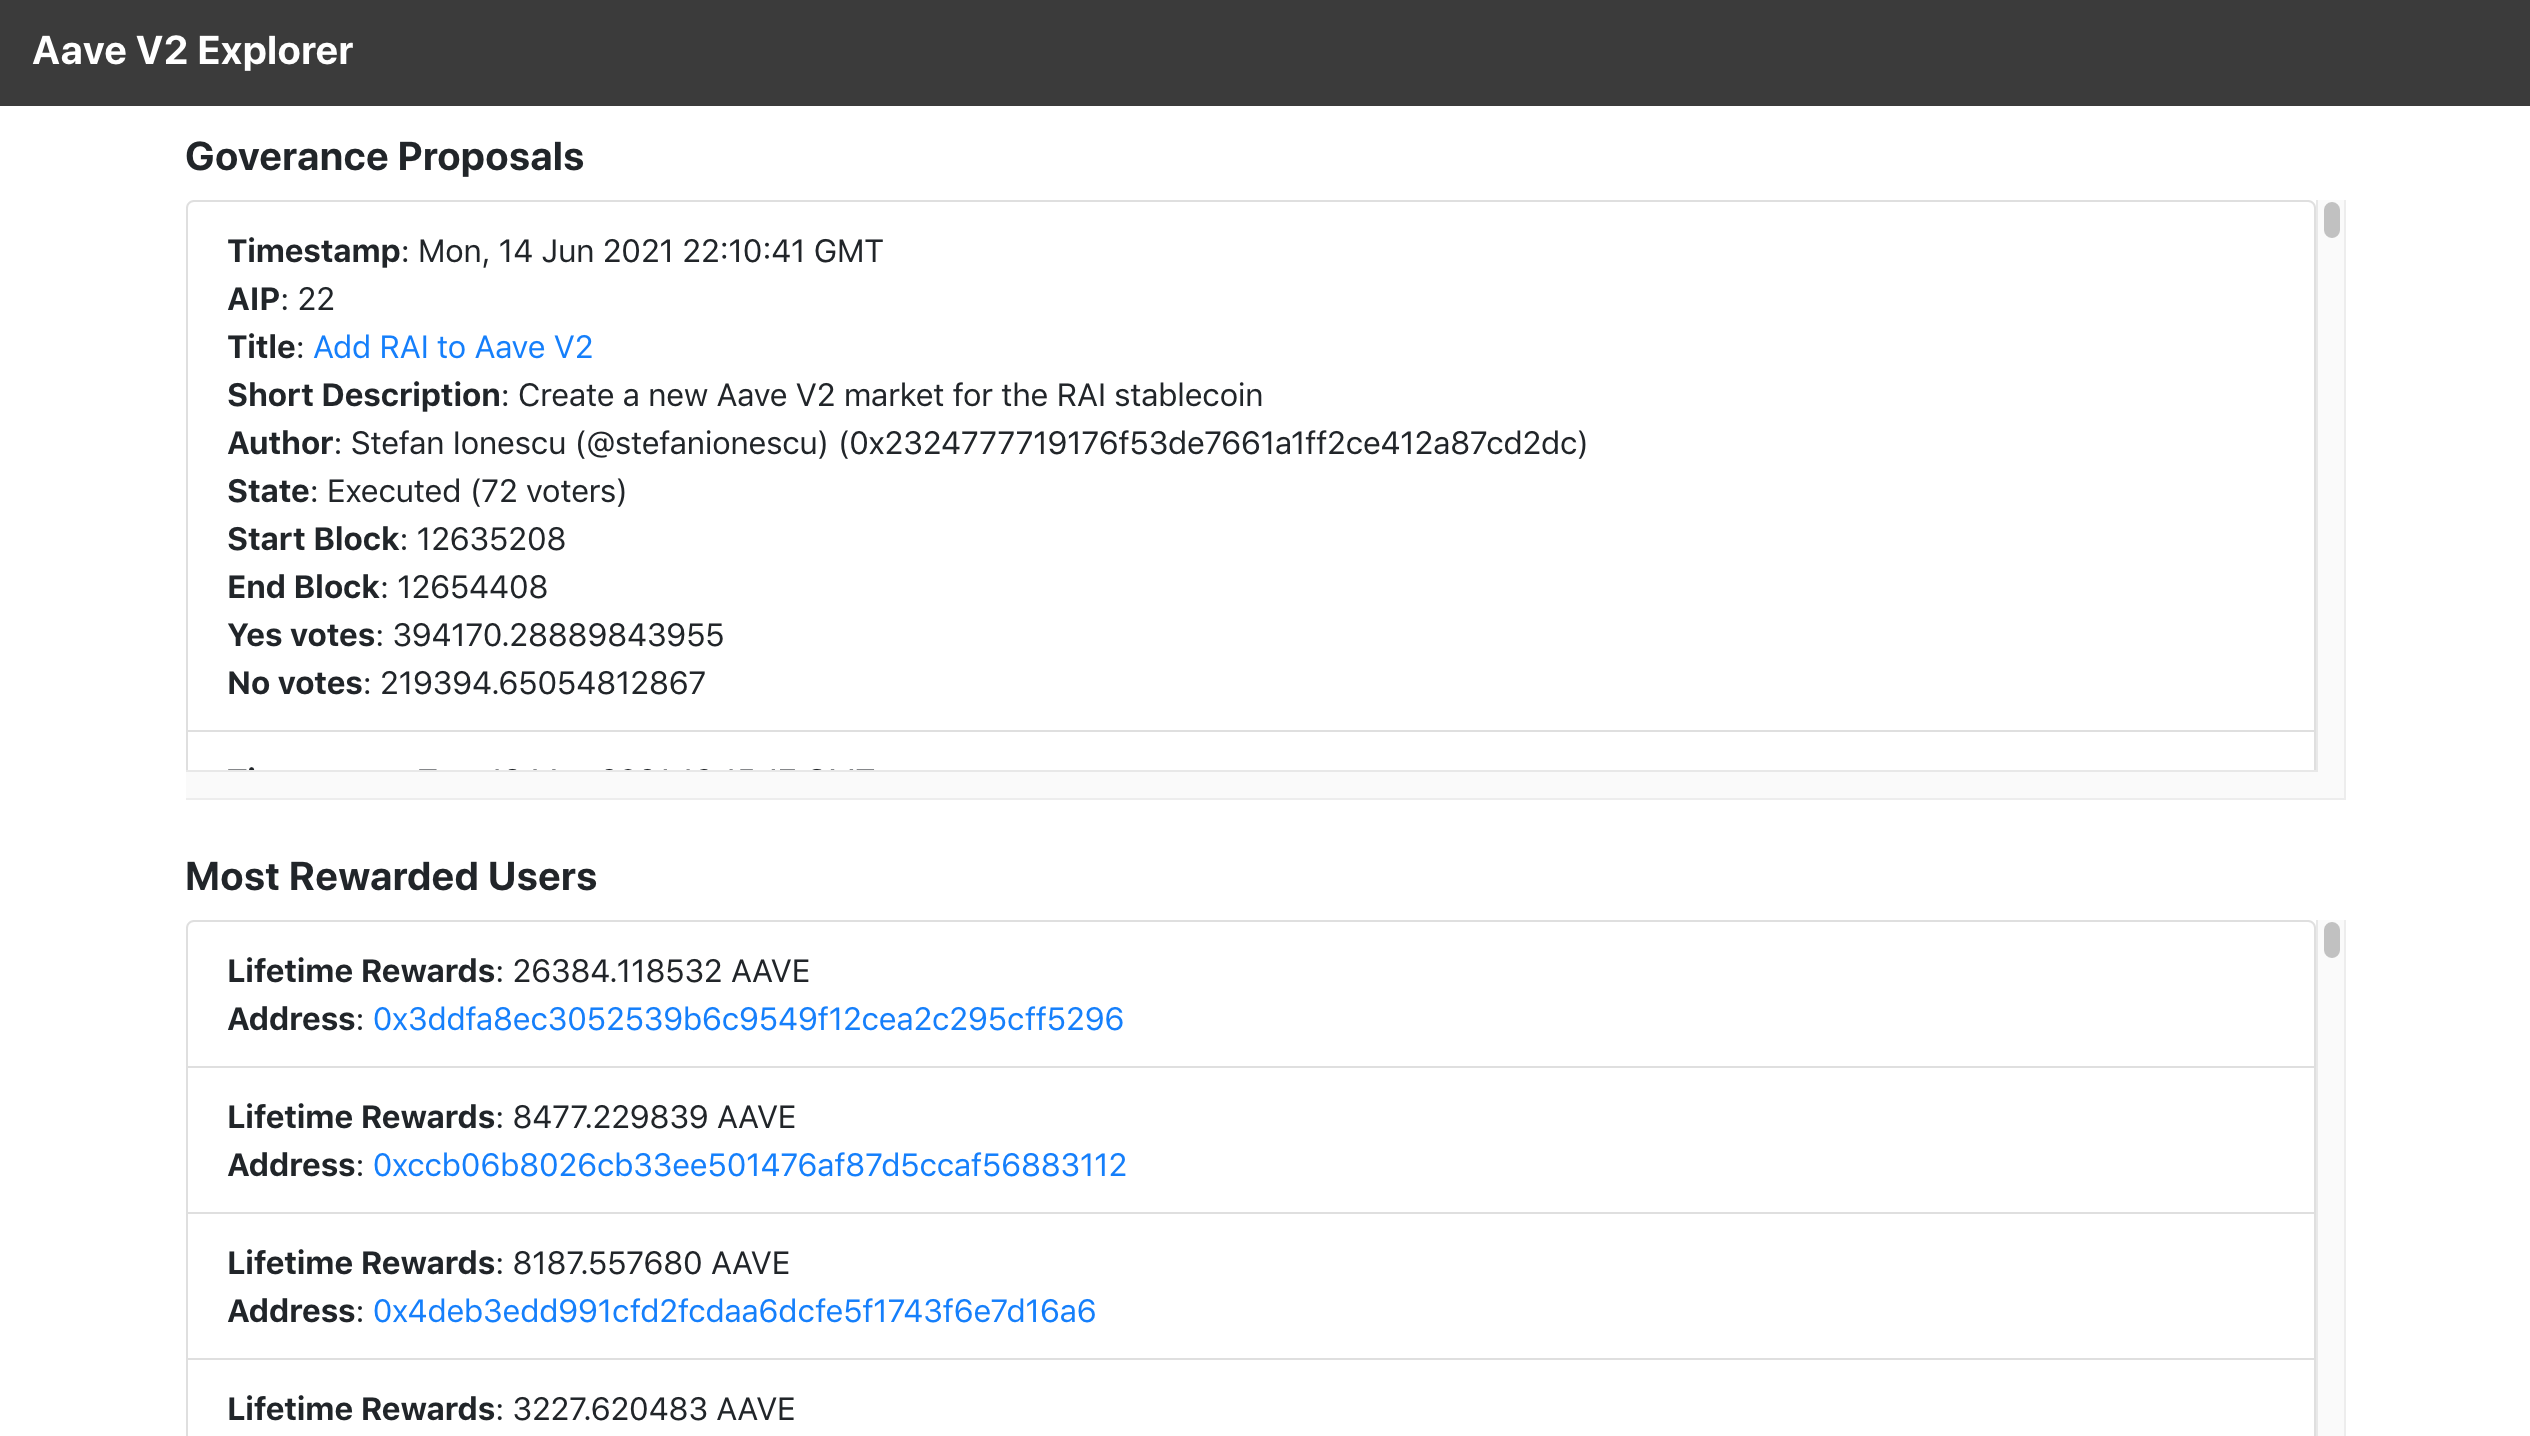 Aave V2 Explorer
Goverance Proposals
Timestamp: Mon, 14 Jun 2021 22:10:41 GMT
AIP: 22
Title: Add RAI to Aave V2
Short Description: Create a new Aave V2 market for the RAI stablecoin
Author: Stefan Ionescu (@stefanionescu) (0x2324777719176f53de7661a1ff2ce412a87cd2dc)
State: Executed (72 voters)
Start Block: 12635208
End Block: 12654408
Yes votes: 394170.28889843955
No votes: 219394.65054812867
Most Rewarded Users
Lifetime Rewards: 26384.118532 AAVE
Address: 0x3ddfa8ec3052539b6c9549f12cea2c295cff5296
Lifetime Rewards: 8477.229839 AAVE
Address: 0xccb06b8026cb33ee501476af87d5ccaf56883112
Lifetime Rewards: 8187.557680 AAVE
Address: 0x4deb3edd991cfd2fcdaa6dcfe5f1743f6e7d16a6
Lifetime Rewards: 3227.620483 AAVE